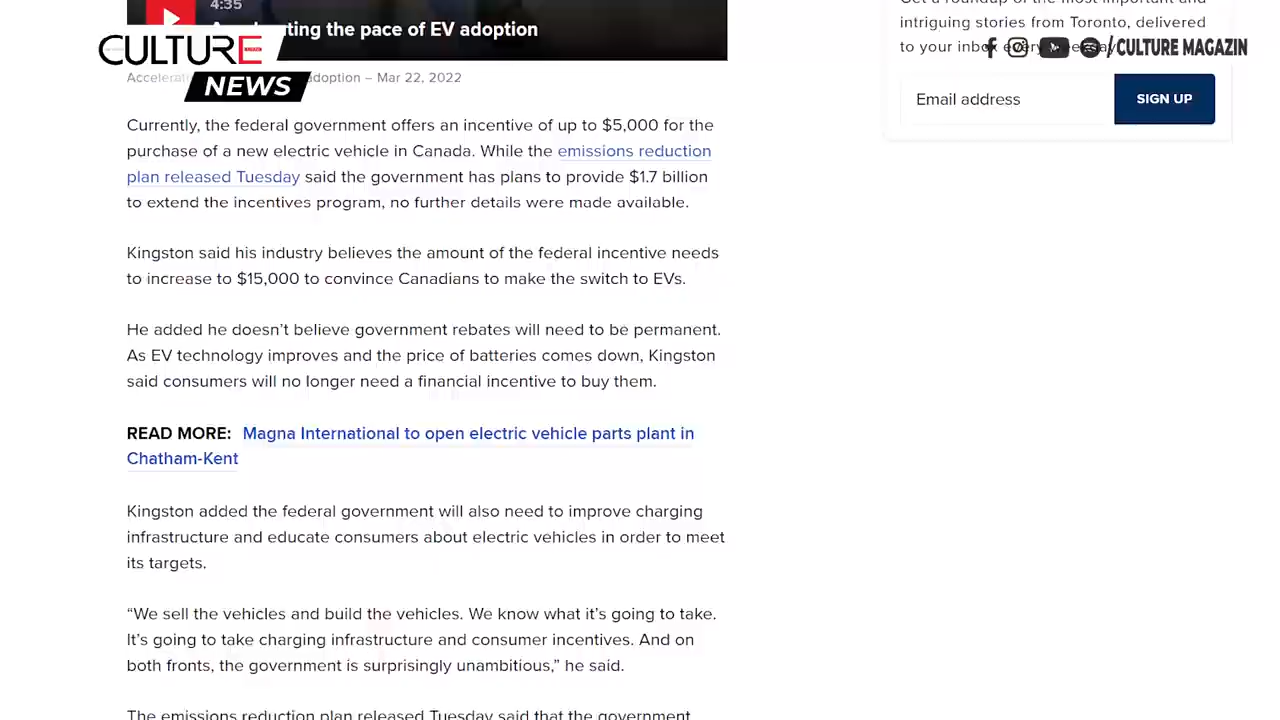 4:35
ting the pace of EV adoption
CULTURE
NEWS
adoption – Mar 22, 2022
Currently, the federal government offers an incentive of up to $5,000 for the
purchase of a new electric vehicle in Canada. While the emissions reduction
plan released Tuesday said the government has plans to provide $1.7 billion
to extend the incentives program, no further details were made available.
Kingston said his industry believes the amount of the federal incentive needs
to increase to $15,000 to convince Canadians to make the switch to EVs.
He added he doesn’t believe government rebates will need to be permanent.
As EV technology improves and the price of batteries comes down, Kingston
said consumers will no longer need a financial incentive to buy them.
READ MORE: Magna International to open electric vehicle parts plant in
Chatham-Kent
Kingston added the federal government will also need to improve charging
infrastructure and educate consumers about electric vehicles in order to meet
its targets.
“We sell the vehicles and build the vehicles. We know what it’s going to take.
It’s going to take charging infrastructure and consumer incentives. And on
both fronts, the government is surprisingly unambitious,” he said.
The emissions reduction plan released Tuesday said that the government
Get a roundup of the most important and
intriguing stories from Toronto, delivered
to your inbox every weekday.
/CULTURE MAGAZIN
Email address
SIGN UP